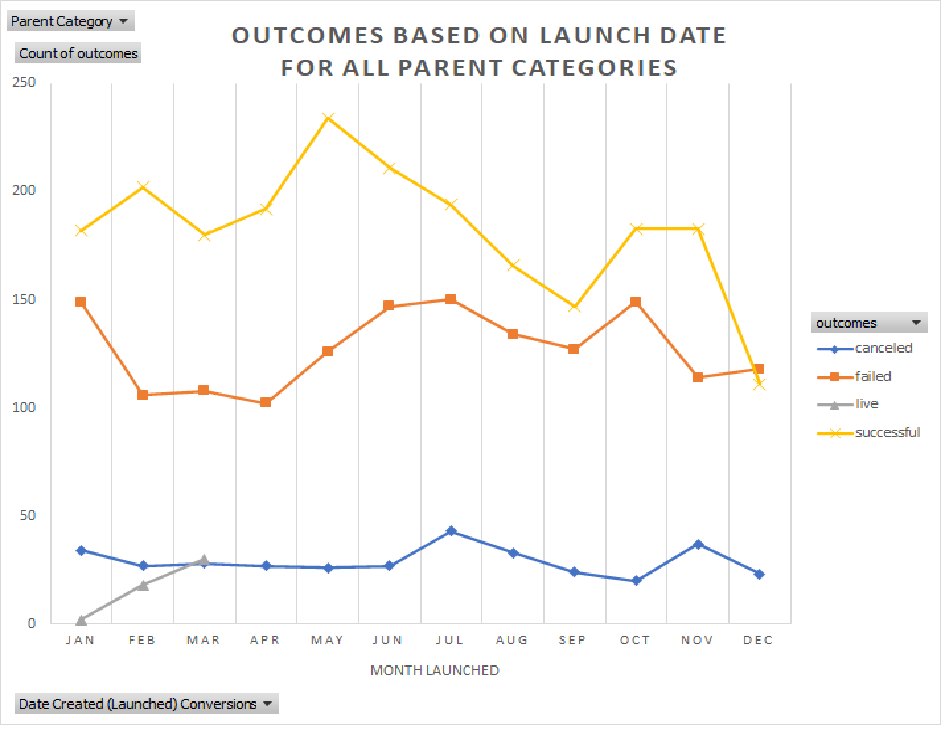 Parent Category
Count of outcomes
OUTCOMES BASED ON LAUNCH DATE
FOR ALL PARENT CATEGORIES
250
200
150
100
50
0
JAN FEB MAR APR MAY JUN JUL AUG SEP OCT NOV DEC
MONTH LAUNCHED
outcomes
canceled
failed
live
successful
Date Created (Launched) Conversions